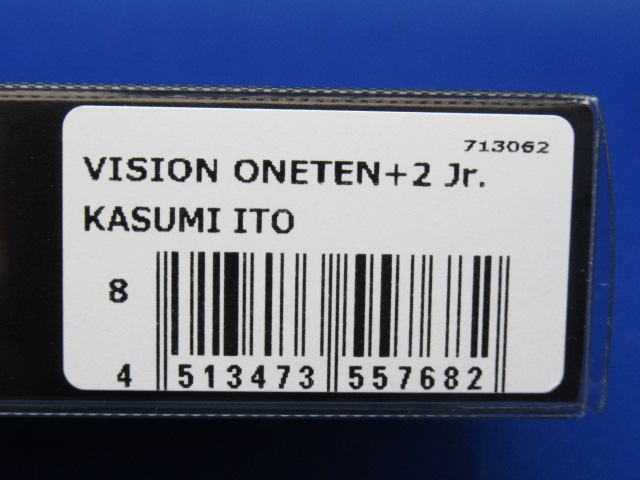 713062
VISION ONETEN+2 Jr.
KASUMI ITO
8
4 513473 557682